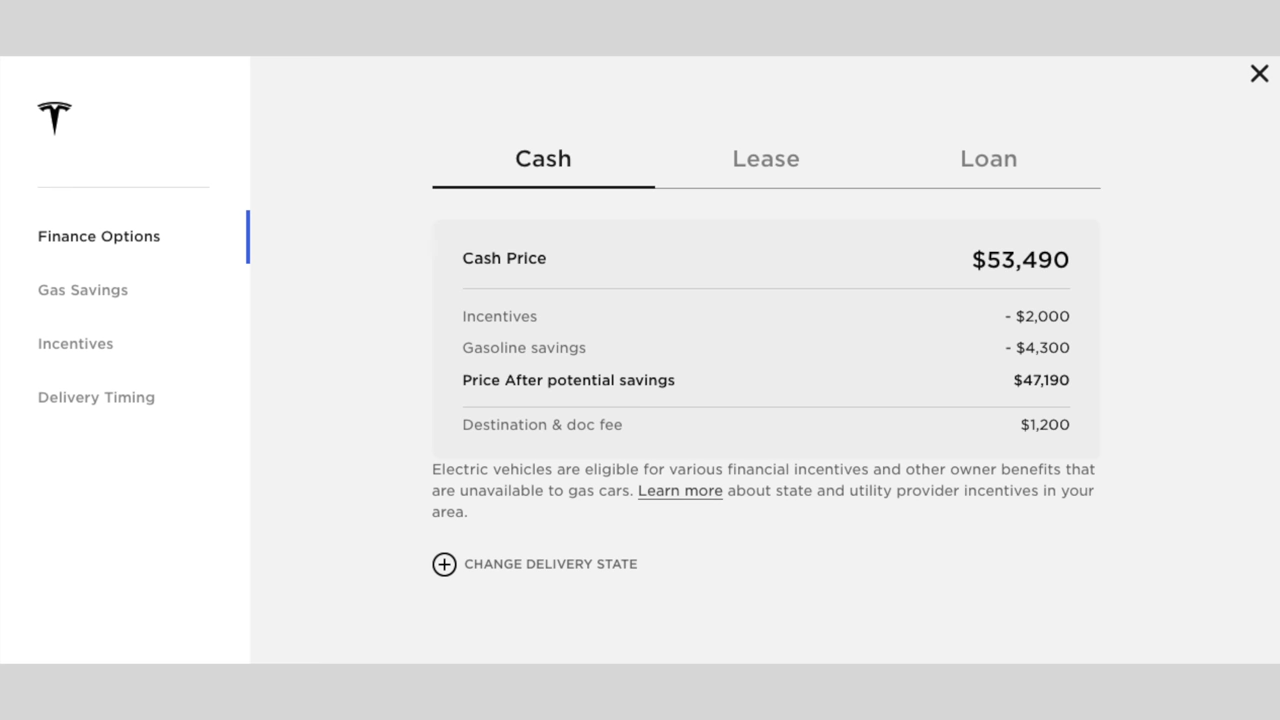 Finance Options
Gas Savings
Incentives
Delivery Timing
Cash Lease Loan
Cash Price $53,490
Incentives - $2,000
Gasoline savings - $4,300
Price After potential savings $47,190
Destination & doc fee $1,200
Electric vehicles are eligible for various financial incentives and other owner benefits that
are unavailable to gas cars. Learn more about state and utility provider incentives in your
area.
CHANGE DELIVERY STATE